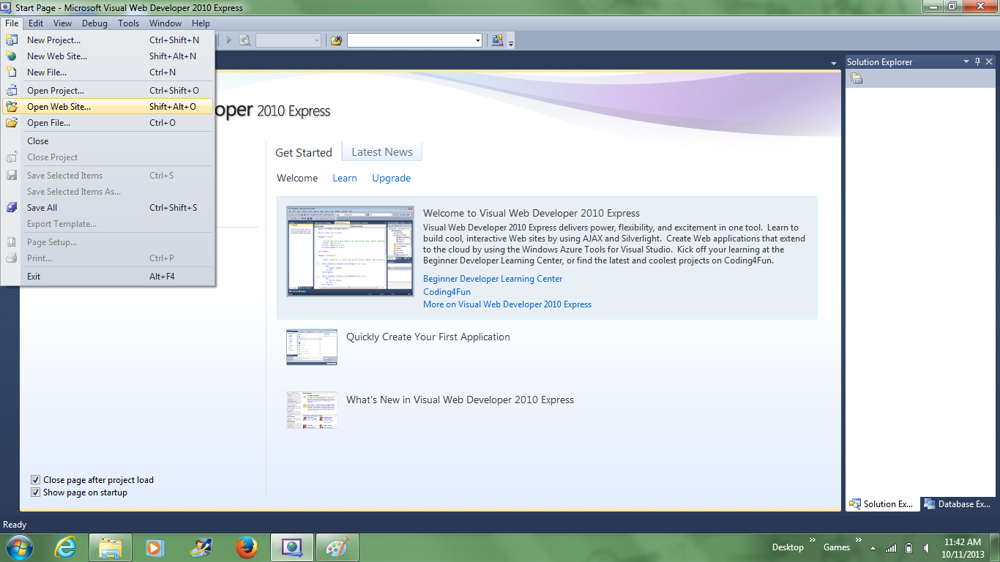 Start Page - Microsoft Visual Web Developer 2010 Express
File Edit View Debug Tools Window Help
New Project... Ctrl+Shift+N
New Web Site... Shift+Alt+N
New File... Ctrl+N
Open Project... Ctrl+Shift+O
Open Web Site... Shift+Alt+O
Open File... Ctrl+O
Close
Close Project
Save Selected Items Ctrl+S
Save Selected Items As...
Save All Ctrl+Shift+S
Export Template...
Page Setup...
Print... Ctrl+P
Exit Alt+F4
oper 2010 Express
Get Started Latest News
Welcome Learn Upgrade
Welcome to Visual Web Developer 2010 Express
Visual Web Developer 2010 Express delivers power, flexibility, and excitement in one tool. Learn to
build cool, interactive Web sites by using AJAX and Silverlight. Create Web applications that extend
to the cloud by using the Windows Azure Tools for Visual Studio. Kick off your learning at the
Beginner Developer Learning Center, or find the latest and coolest projects on Coding4Fun.
Beginner Developer Learning Center
Coding4Fun
More on Visual Web Developer 2010 Express
Quickly Create Your First Application
What's New in Visual Web Developer 2010 Express
Close page after project load
Show page on startup
Solution Explorer
Solution Ex... Database Ex...
Ready
Desktop » Games » 11:42 AM
10/11/2013